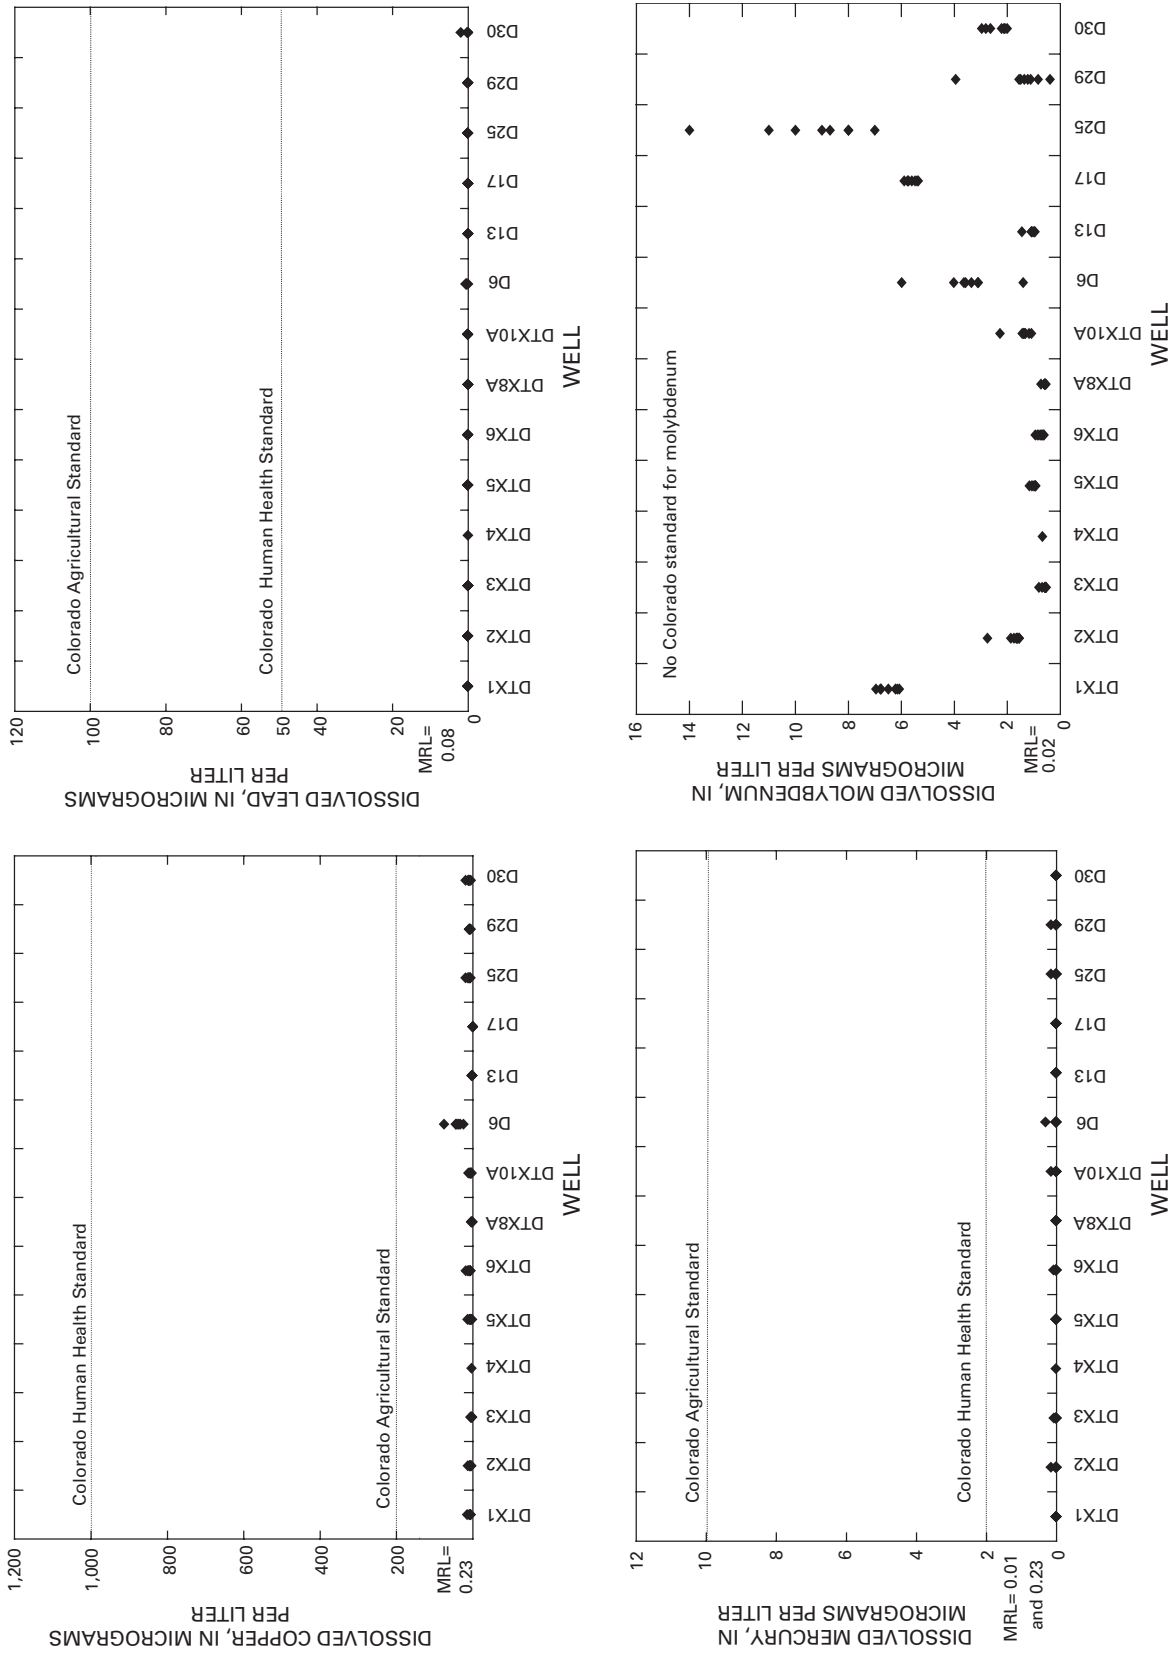 DISSOLVED COPPER, IN MICROGRAMS
PER LITER
1,200
1,000
800
600
400
200
MRL=
0.23
Colorado Human Health Standard
Colorado Agricultural Standard
DTX1
DTX2
DTX3
DTX4
DTX5
DTX6
DTX8A
DTX10A
D6
D13
D17
D25
D29
D30
WELL
DISSOLVED LEAD, IN MICROGRAMS
PER LITER
120
100
80
60
50
40
20
MRL=
0.08
0
Colorado Agricultural Standard
Colorado Human Health Standard
DTX1
DTX2
DTX3
DTX4
DTX5
DTX6
DTX8A
DTX10A
D6
D13
D17
D25
D29
D30
WELL
DISSOLVED MERCURY, IN
MICROGRAMS PER LITER
12
10
8
6
4
2
MRL= 0.01
and 0.23
0
Colorado Agricultural Standard
Colorado Human Health Standard
DTX1
DTX2
DTX3
DTX4
DTX5
DTX6
DTX8A
DTX10A
D6
D13
D17
D25
D29
D30
WELL
DISSOLVED MOLYBDENUM, IN
MICROGRAMS PER LITER
16
14
12
10
8
6
4
2
MRL=
0.02
0
No Colorado standard for molybdenum
DTX1
DTX2
DTX3
DTX4
DTX5
DTX6
DTX8A
DTX10A
D6
D13
D17
D25
D29
D30
WELL